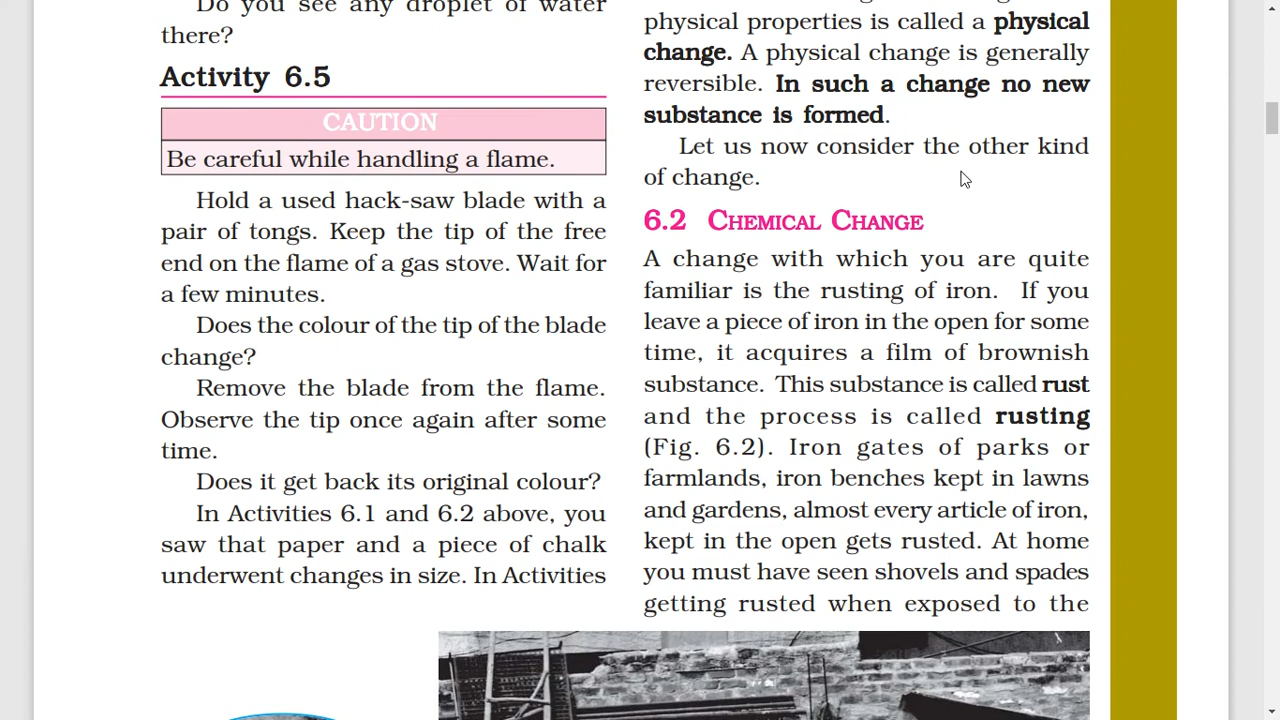 Do you see any droplet of water
there?
Activity 6.5
CAUTION
Be careful while handling a flame.
Hold a used hack-saw blade with a
pair of tongs. Keep the tip of the free
end on the flame of a gas stove. Wait for
a few minutes.
Does the colour of the tip of the blade
change?
Remove the blade from the flame.
Observe the tip once again after some
time.
Does it get back its original colour?
In Activities 6.1 and 6.2 above, you
saw that paper and a piece of chalk
underwent changes in size. In Activities
physical properties is called a physical
change. A physical change is generally
reversible. In such a change no new
substance is formed.
Let us now consider the other kind
of change.
6.2 CHEMICAL CHANGE
A change with which you are quite
familiar is the rusting of iron. If you
leave a piece of iron in the open for some
time, it acquires a film of brownish
substance. This substance is called rust
and the process is called rusting
(Fig. 6.2). Iron gates of parks or
farmlands, iron benches kept in lawns
and gardens, almost every article of iron,
kept in the open gets rusted. At home
you must have seen shovels and spades
getting rusted when exposed to the